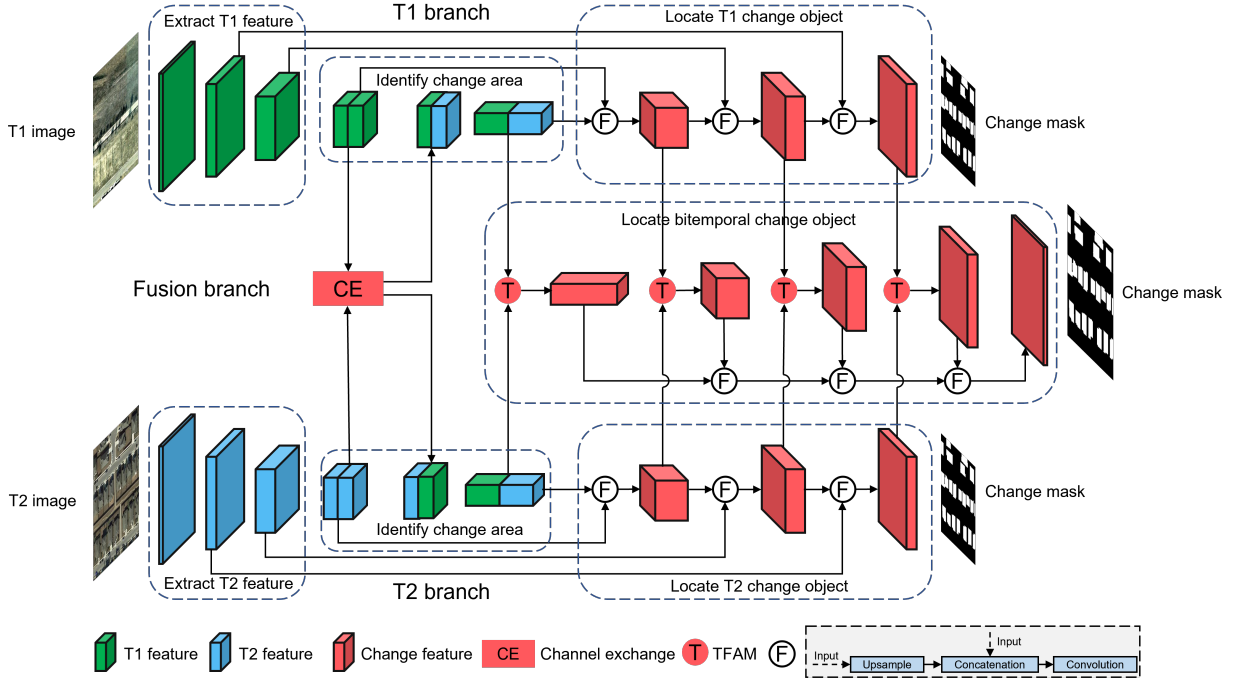 T1 branch
Extract T1 feature
Locate T1 change object
Identify change area
T1 image
F
F
F
Change mask
Locate bitemporal change object
Fusion branch
CE
T
T
T
T
Change mask
F
F
F
T2 image
F
F
F
Change mask
Identify change area
Extract T2 feature
T2 branch
Locate T2 change object
T1 feature
T2 feature
Change feature
CE
Channel exchange
T
TFAM
F
Input
Input
Upsample
Concatenation
Convolution